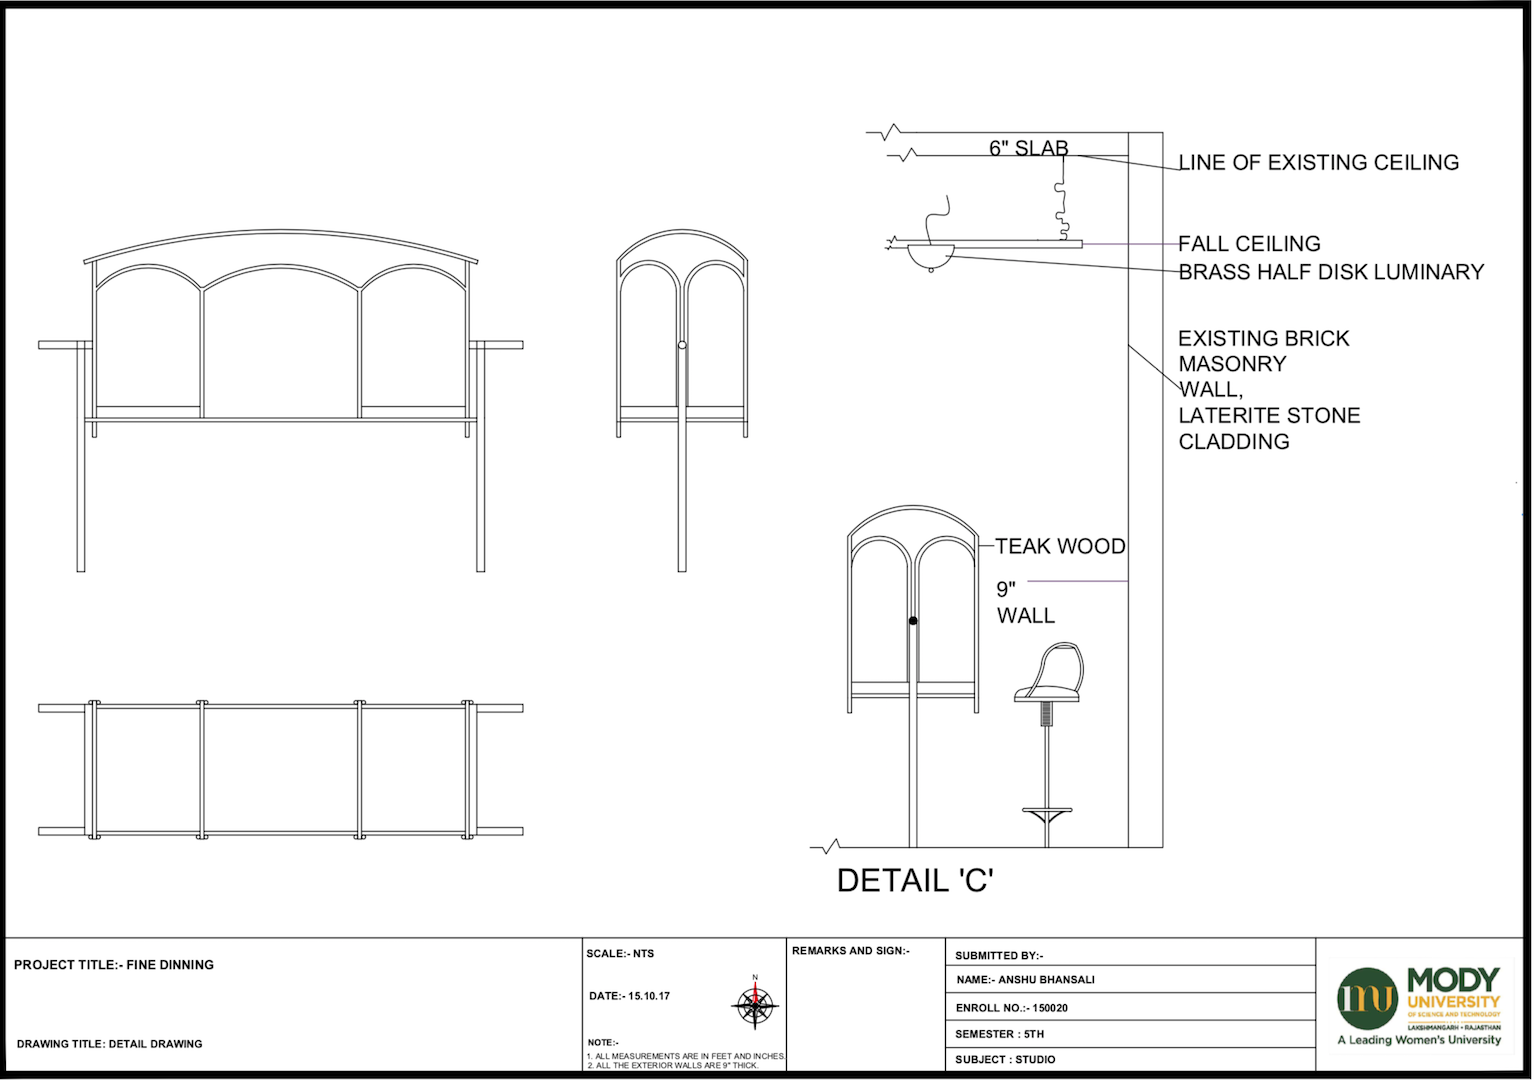 6" SLAB
LINE OF EXISTING CEILING
FALL CEILING
BRASS HALF DISK LUMINARY
EXISTING BRICK
MASONRY
WALL,
LATERITE STONE
CLADDING
TEAK WOOD
9"
WALL
DETAIL 'C'
PROJECT TITLE:- FINE DINNING
DRAWING TITLE: DETAIL DRAWING
SCALE:- NTS
DATE:- 15.10.17
N
NOTE:-
1. ALL MEASUREMENTS ARE IN FEET AND INCHES.
2. ALL THE EXTERIOR WALLS ARE 9" THICK.
REMARKS AND SIGN:-
SUBMITTED BY:-
NAME:- ANSHU BHANSALI
ENROLL NO.:- 150020
SEMESTER : 5TH
SUBJECT : STUDIO
mu
MODY
UNIVERSITY
OF SCIENCE AND TECHNOLOGY
LAKSHMANGARH • RAJASTHAN
A Leading Women's University